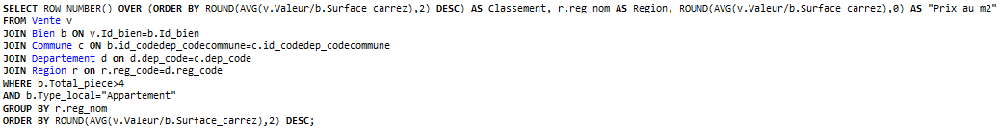 SELECT ROW_NUMBER() OVER (ORDER BY ROUND(AVG(v.Valeur/b.Surface_carrez),2) DESC) AS Classement, r.reg_nom AS Region, ROUND(AVG(v.Valeur/b.Surface_carrez),0) AS "Prix au m2"
FROM Vente v
JOIN Bien b ON v.Id_bien=b.Id_bien
JOIN Commune c ON b.id_codedep_codecommune=c.id_codedep_codecommune
JOIN Departement d on d.dep_code=c.dep_code
JOIN Region r on r.reg_code=d.reg_code
WHERE b.Total_piece>4
AND b.Type_local="Appartement"
GROUP BY r.reg_nom
ORDER BY ROUND(AVG(v.Valeur/b.Surface_carrez),2) DESC;